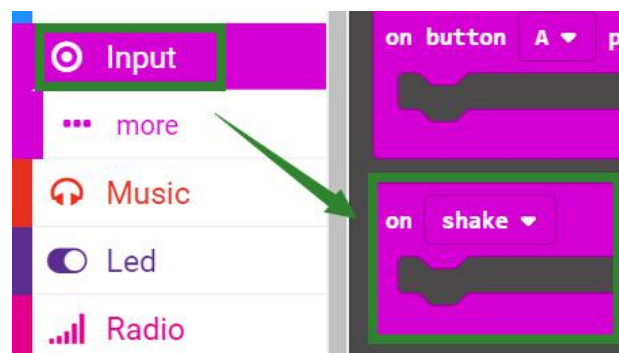 Input
more
Music
Led
Radio
on button A p
on shake